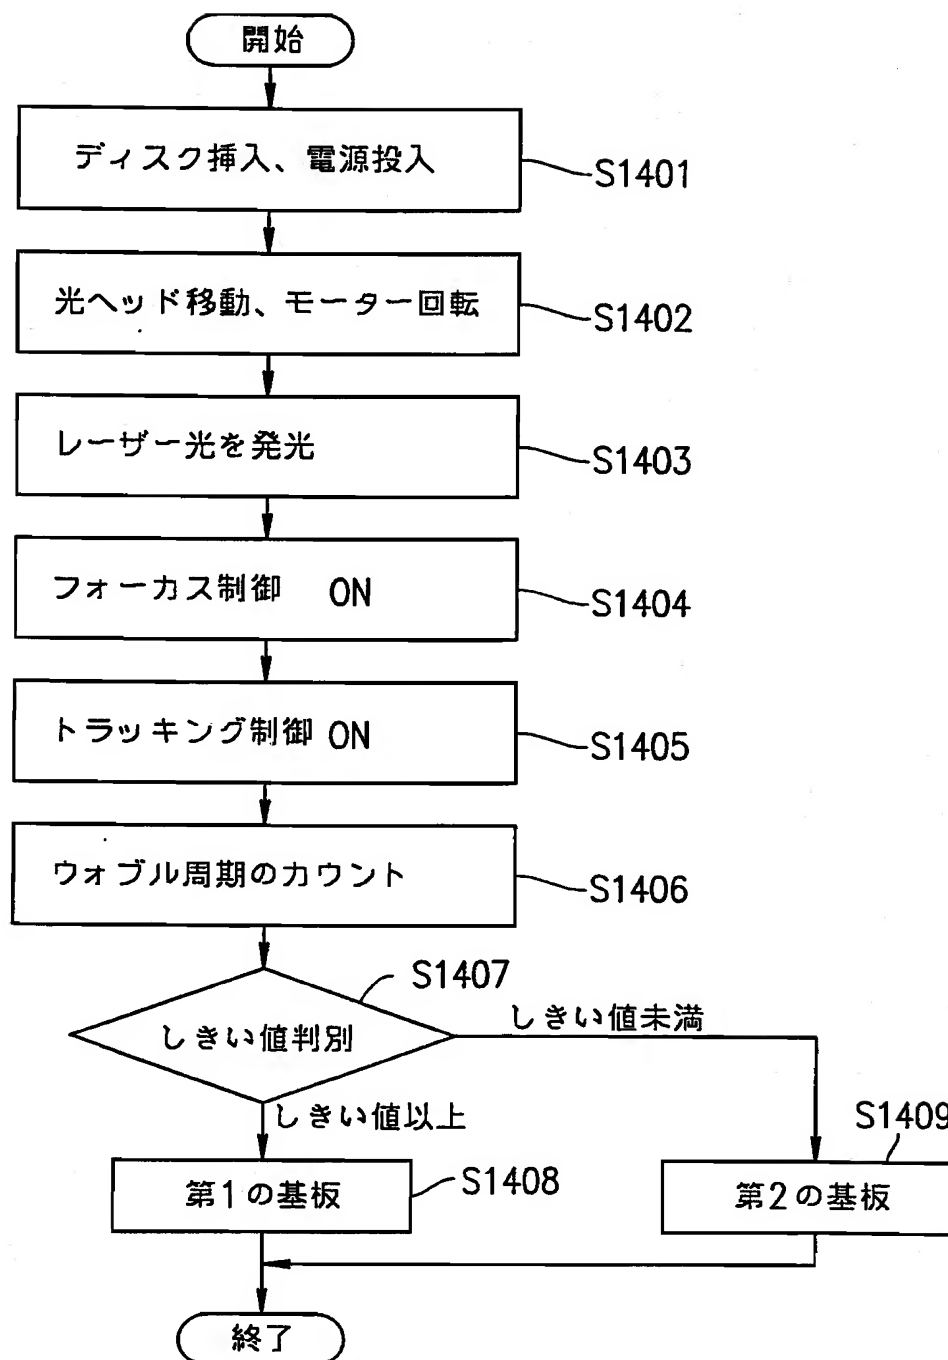 開始
ディスク挿入、電源投入
S1401
光ヘッド移動、モーター回転
S1402
レーザー光を発光
S1403
フォーカス制御 ON
S1404
トラッキング制御 ON
S1405
ウォブル周期のカウント
S1406
S1407
しきい値判別
しきい値未満
しきい値以上
第1の基板
S1408
S1409
第2の基板
終了